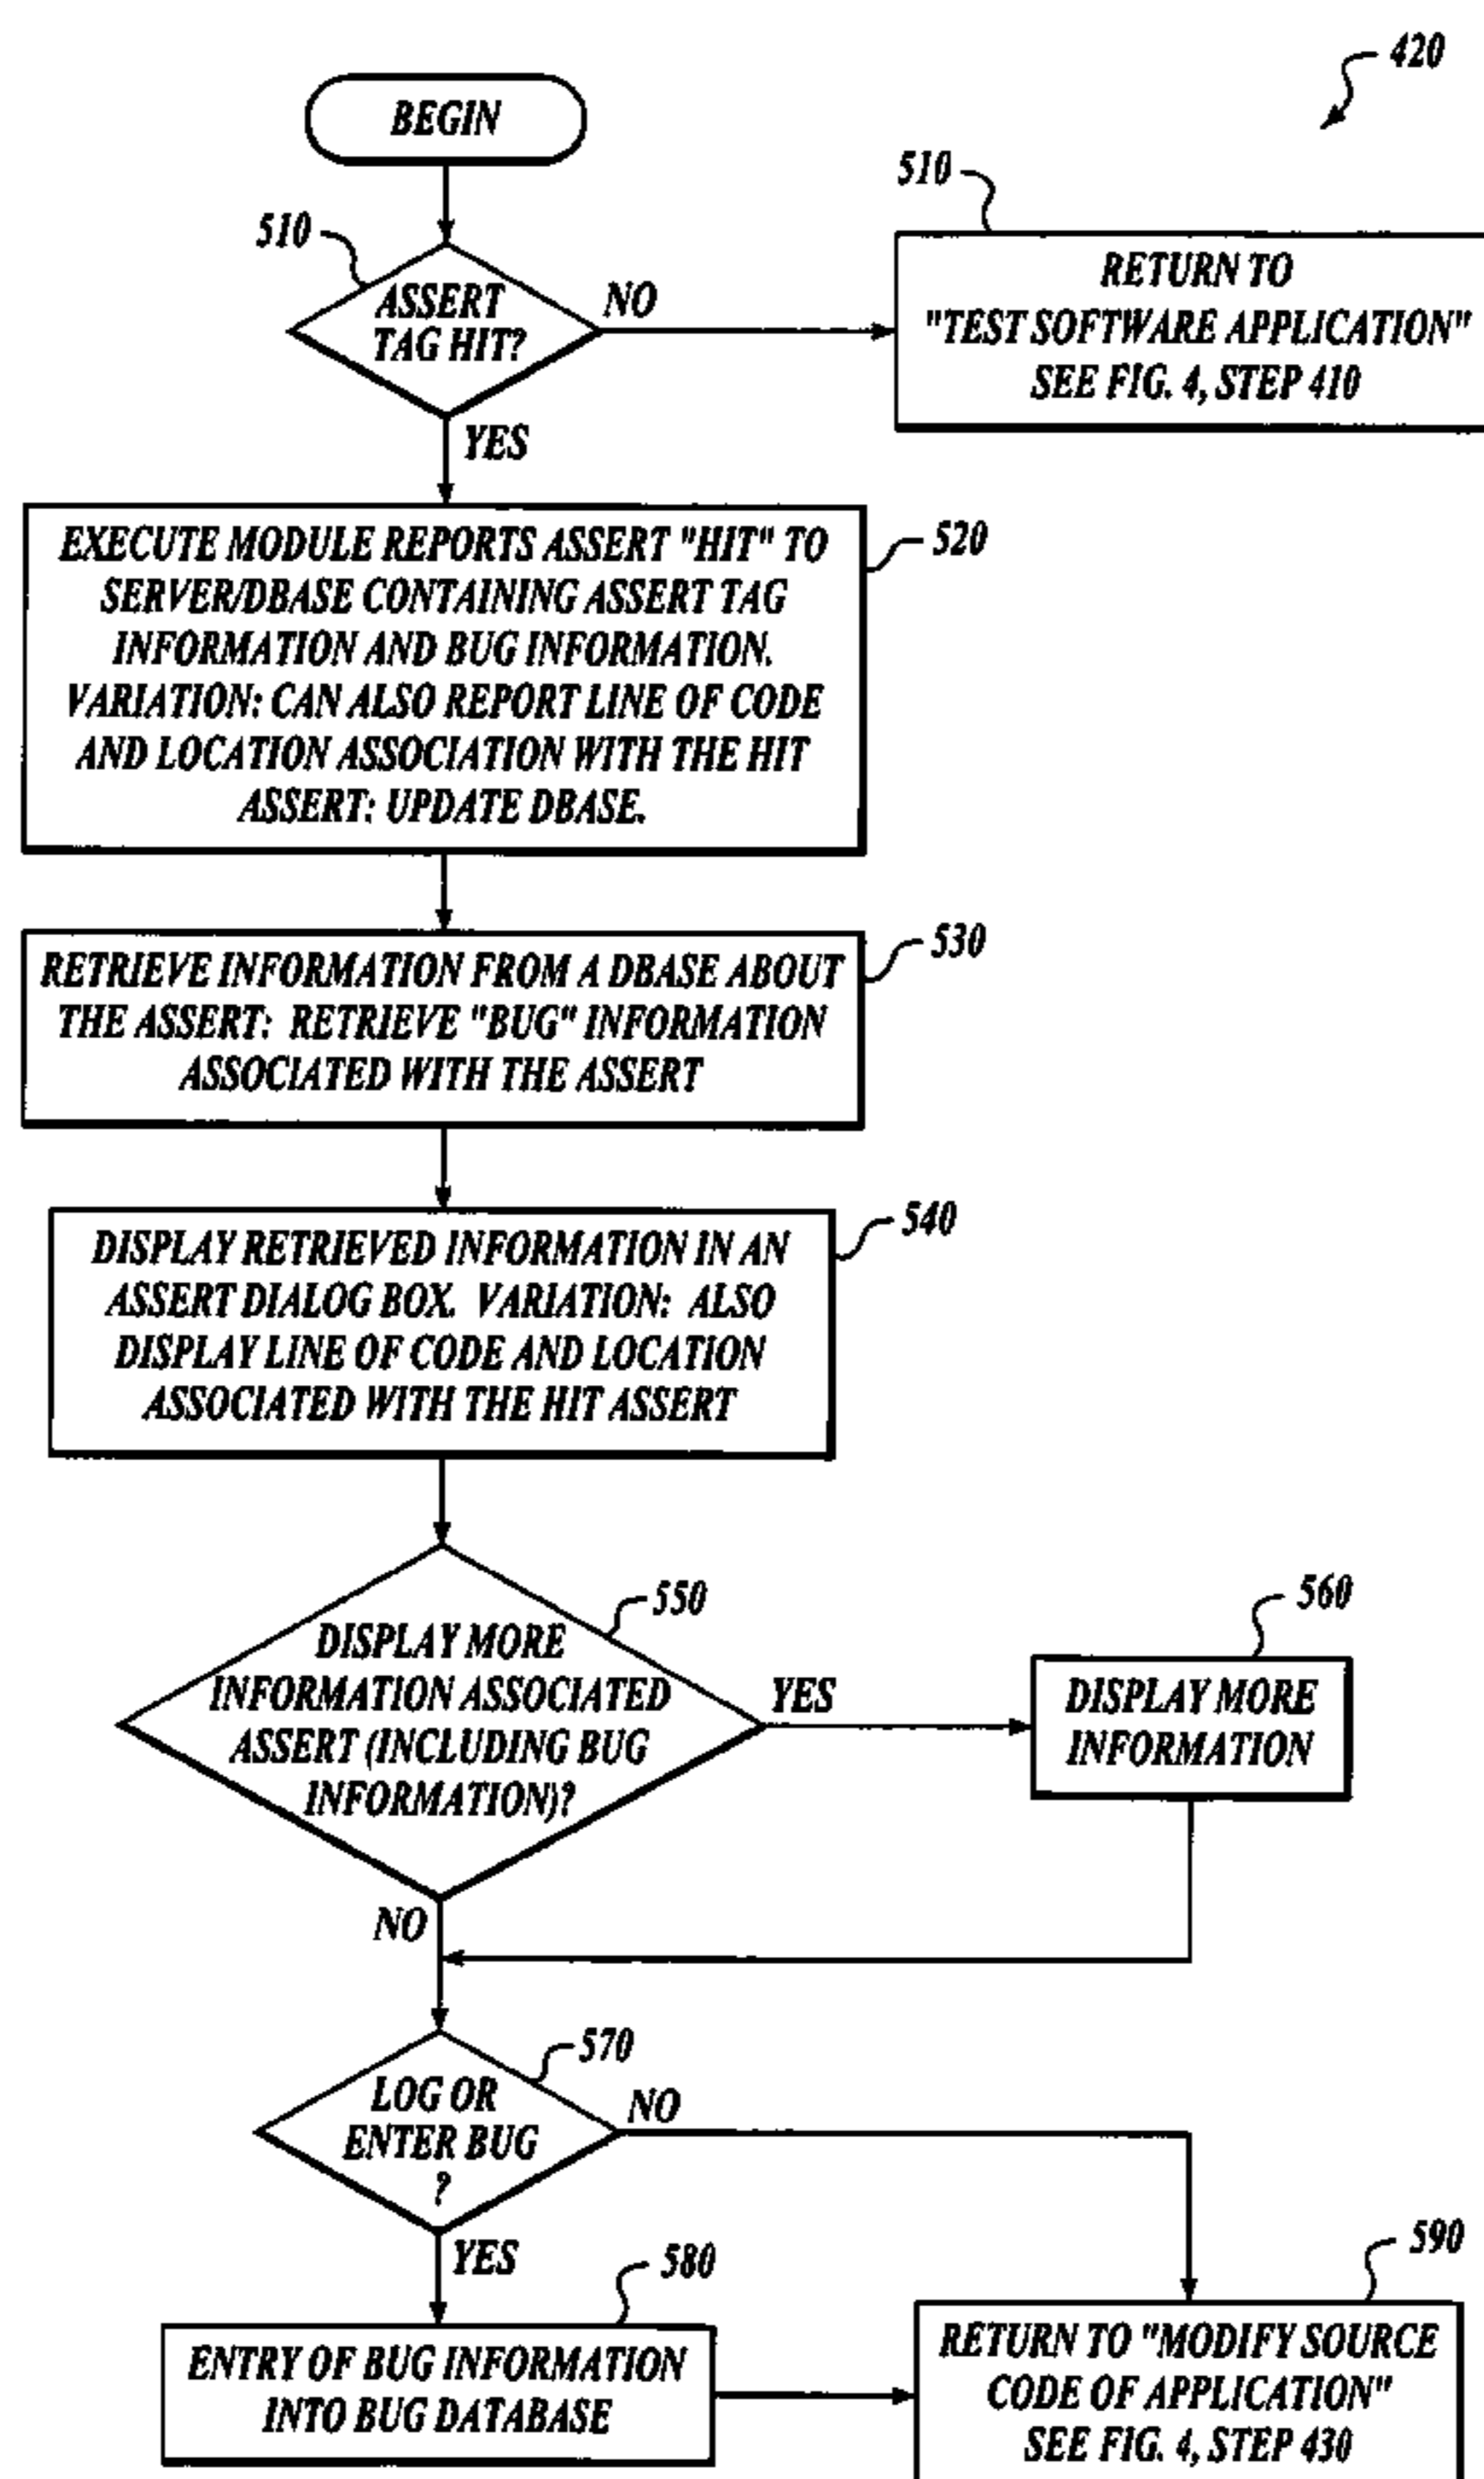 420
BEGIN
510
510
ASSERT
TAG HIT?
NO
RETURN TO
"TEST SOFTWARE APPLICATION"
SEE FIG. 4, STEP 410
YES
EXECUTE MODULE REPORTS ASSERT "HIT" TO
SERVER/DBASE CONTAINING ASSERT TAG
INFORMATION AND BUG INFORMATION.
VARIATION: CAN ALSO REPORT LINE OF CODE
AND LOCATION ASSOCIATION WITH THE HIT
ASSERT: UPDATE DBASE.
520
RETRIEVE INFORMATION FROM A DBASE ABOUT
THE ASSERT: RETRIEVE "BUG" INFORMATION
ASSOCIATED WITH THE ASSERT
530
DISPLAY RETRIEVED INFORMATION IN AN
ASSERT DIALOG BOX. VARIATION: ALSO
DISPLAY LINE OF CODE AND LOCATION
ASSOCIATED WITH THE HIT ASSERT
540
550
DISPLAY MORE
INFORMATION ASSOCIATED
ASSERT (INCLUDING BUG
INFORMATION)?
YES
560
DISPLAY MORE
INFORMATION
NO
570
LOG OR
ENTER BUG
?
NO
YES
580
ENTRY OF BUG INFORMATION
INTO BUG DATABASE
590
RETURN TO "MODIFY SOURCE
CODE OF APPLICATION"
SEE FIG. 4, STEP 430